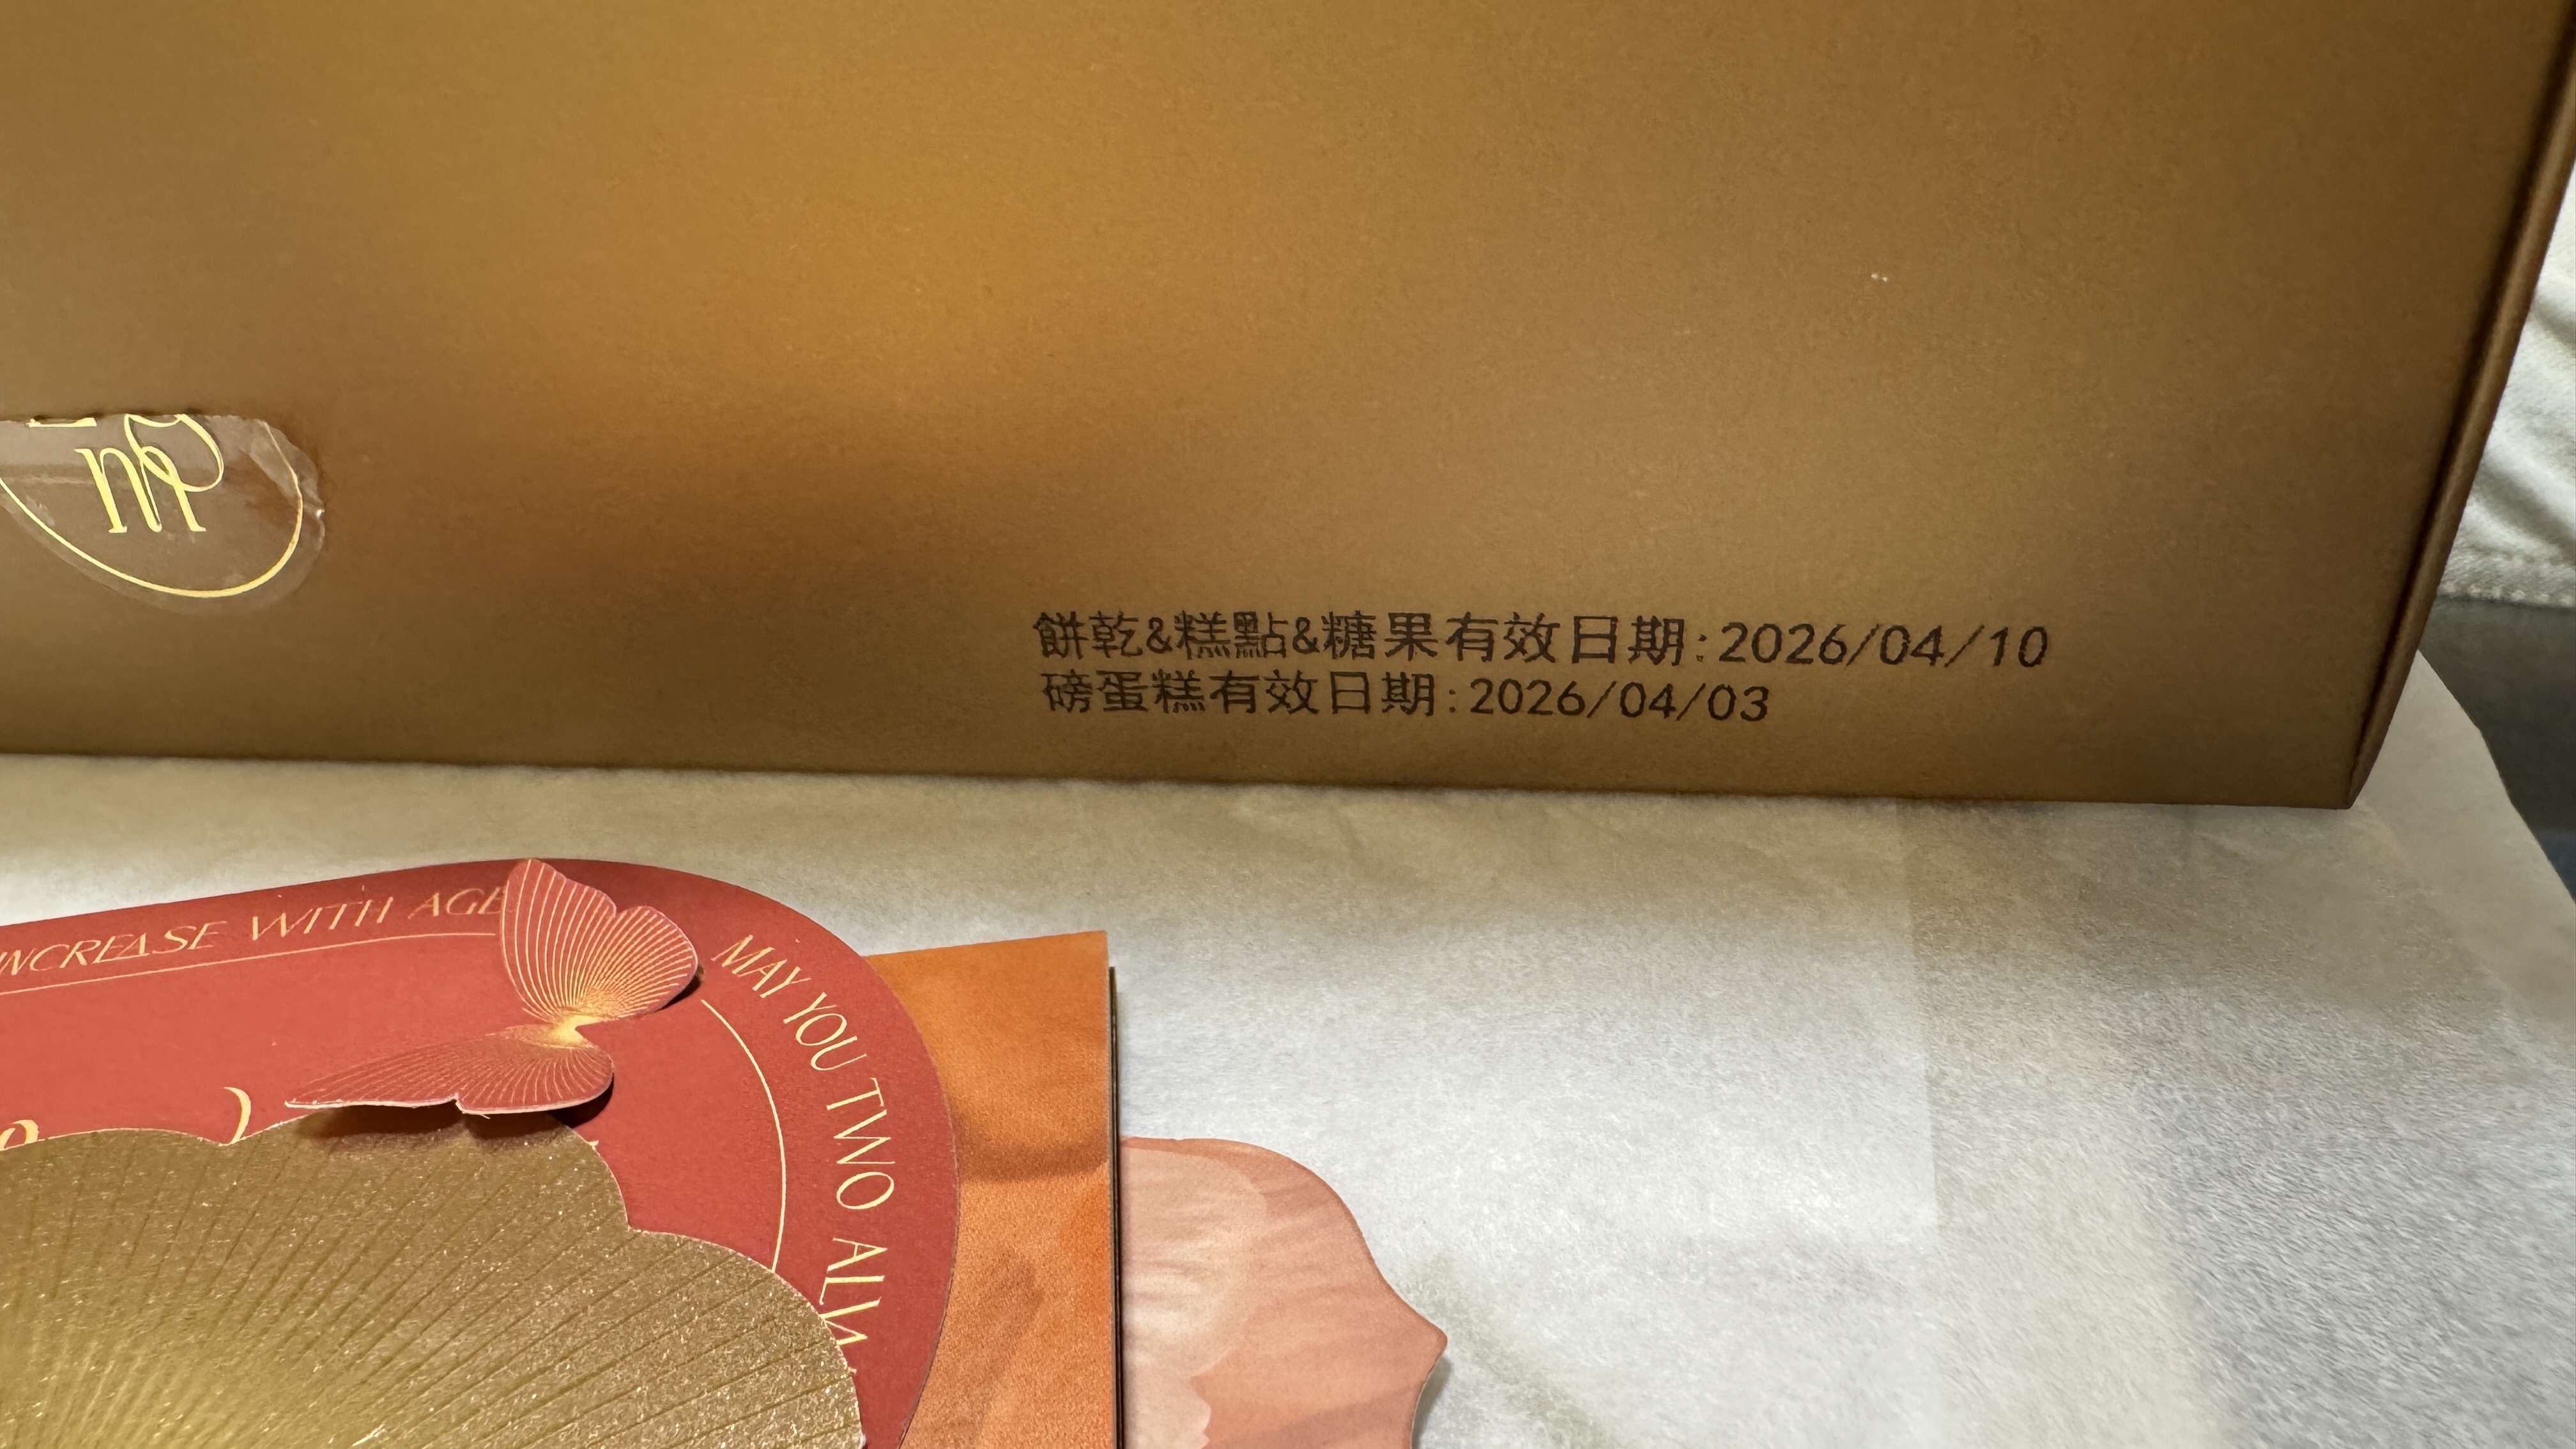 餅乾&糕點&糖果有效日期:2026/04/10
磅蛋糕有效日期:2026/04/03
INCREASE WITH AGE
MAY YOU TWO